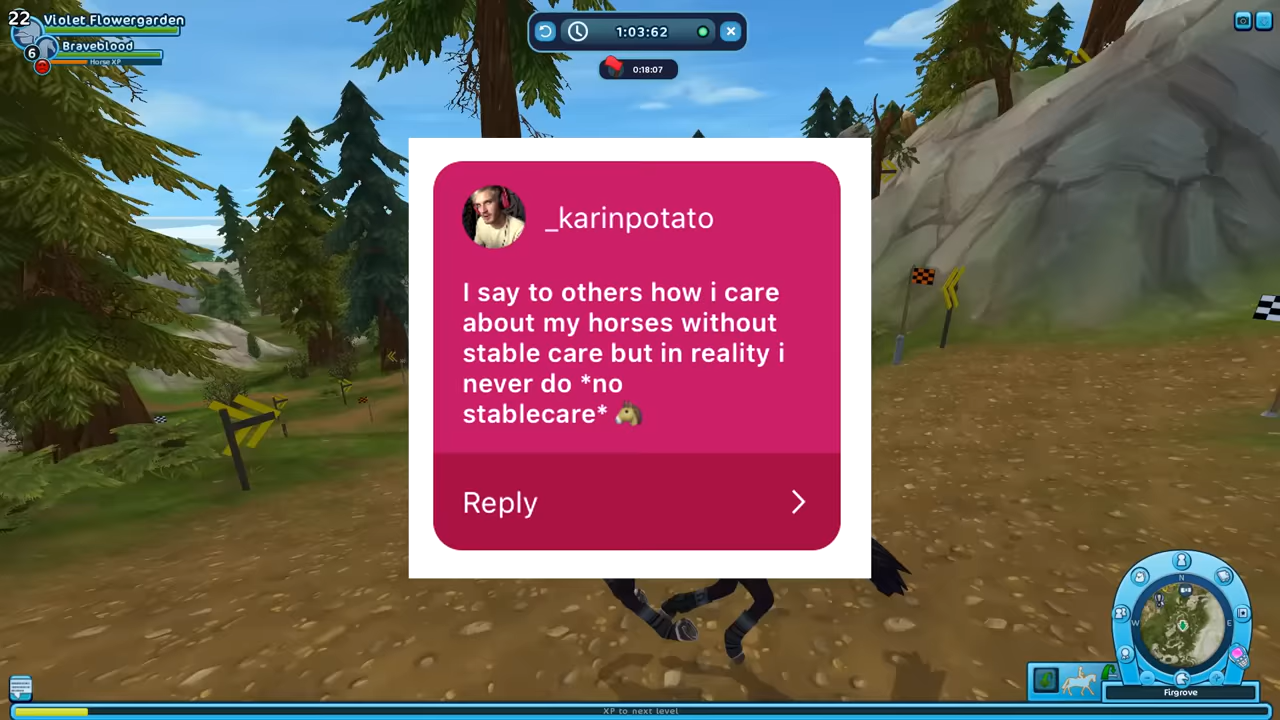 22 Violet Flowergarden
6 Braveblood
Horse XP
1:03:62
0:18:07
_karinpotato
I say to others how i care
about my horses without
stable care but in reality i
never do *no
stablecare* 🐴
Reply
N
W E
Firgrove
XP to next level